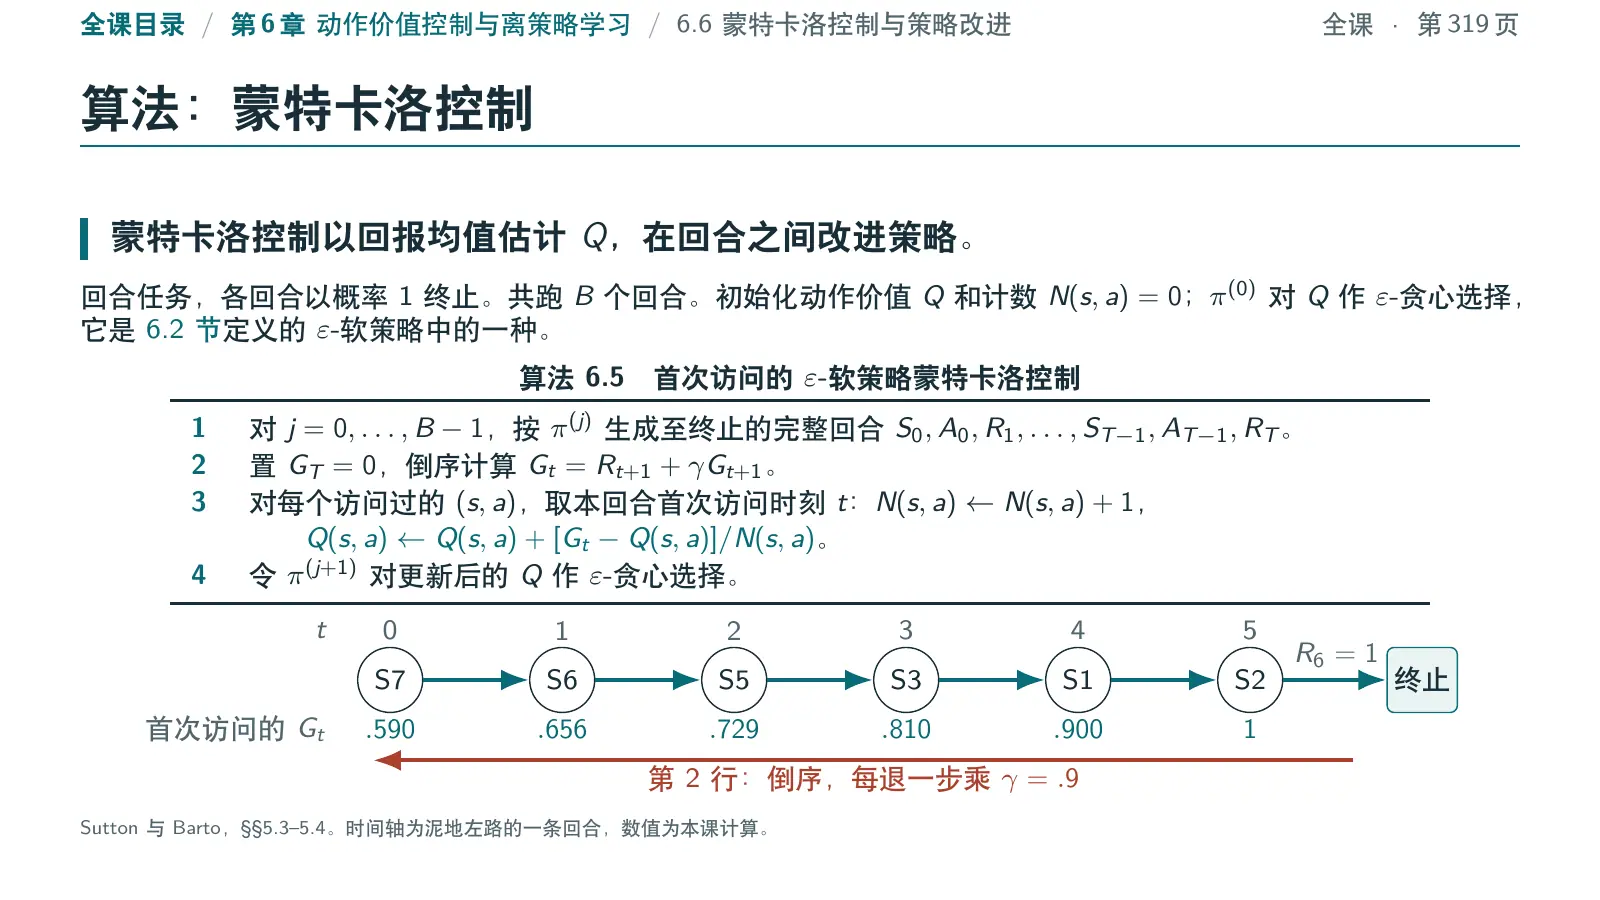 全课目录 / 第 6 章 动作价值控制与离策略学习 / 6.6 蒙特卡洛控制与策略改进 全课 · 第 319 页
算法：蒙特卡洛控制
蒙特卡洛控制以回报均值估计 Q，在回合之间改进策略。
回合任务，各回合以概率 1 终止。共跑 B 个回合。初始化动作价值 Q 和计数 N(s, a) = 0；π^(0) 对 Q 作 ε-贪心选择，
它是 6.2 节定义的 ε-软策略中的一种。
算法 6.5 首次访问的 ε-软策略蒙特卡洛控制
1 对 j = 0, . . . , B − 1，按 π^(j) 生成至终止的完整回合 S_0, A_0, R_1, . . . , S_{T−1}, A_{T−1}, R_T。
2 置 G_T = 0，倒序计算 G_t = R_{t+1} + γG_{t+1}。
3 对每个访问过的 (s, a)，取本回合首次访问时刻 t：N(s, a) ← N(s, a) + 1，
Q(s, a) ← Q(s, a) + [G_t − Q(s, a)]/N(s, a)。
4 令 π^(j+1) 对更新后的 Q 作 ε-贪心选择。
t 0 1 2 3 4 5
R_6 = 1
S7 S6 S5 S3 S1 S2 终止
首次访问的 G_t .590 .656 .729 .810 .900 1
第 2 行：倒序，每退一步乘 γ = .9
Sutton 与 Barto，§§5.3–5.4。时间轴为泥地左路的一条回合，数值为本课计算。